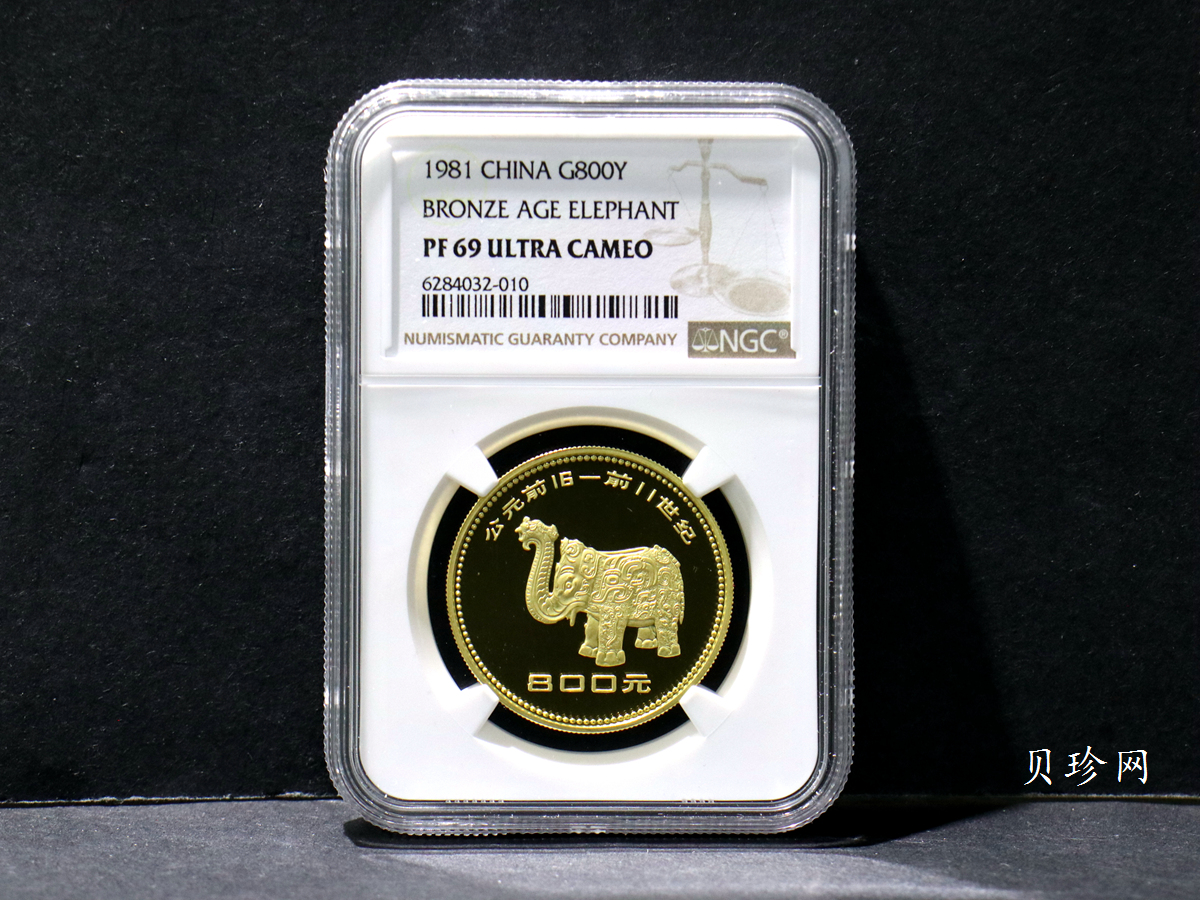 1981 CHINA G800Y
BRONZE AGE ELEPHANT
PF 69 ULTRA CAMEO
6284032-010
NUMISMATIC GUARANTY COMPANY
NGC®
公元前16一前11世纪
800元
贝珍网